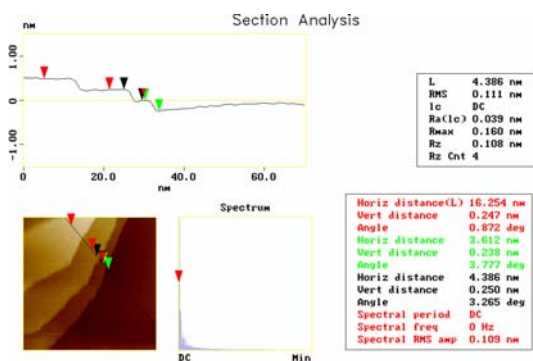 Section Analysis
nM
1.00
0
-1.00
0 20.0 40.0 60.0
nM
L 4.386 nM
RMS 0.111 nM
lc DC
Ra(lc) 0.039 nM
Rmax 0.160 nM
Rz 0.108 nM
Rz Cnt 4
Spectrum
DC Min
Horiz distance(L) 16.254 nM
Vert distance 0.247 nM
Angle 0.872 deg
Horiz distance 3.612 nM
Vert distance 0.238 nM
Angle 3.777 deg
Horiz distance 4.386 nM
Vert distance 0.250 nM
Angle 3.265 deg
Spectral period DC
Spectral freq 0 Hz
Spectral RMS amp 0.109 nM